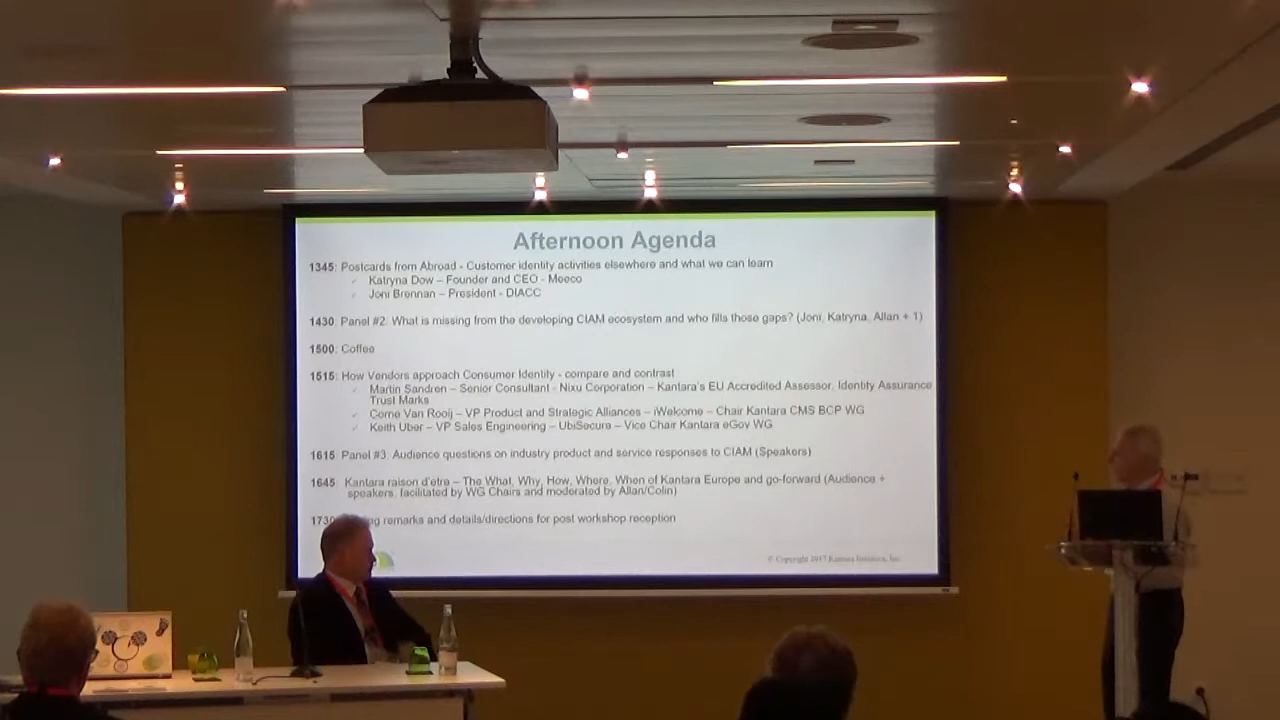 Afternoon Agenda
1345: Postcards from Abroad - Customer identity activities elsewhere and what we can learn
✓ Katryna Dow – Founder and CEO - Meeco
✓ Joni Brennan – President - DIACC
1430: Panel #2: What is missing from the developing CIAM ecosystem and who fills those gaps? (Joni, Katryna, Allan + 1)
1500: Coffee
1515: How Vendors approach Consumer Identity - compare and contrast
✓ Martin Sandren – Senior Consultant - Nixu Corporation – Kantara's EU Accredited Assessor, Identity Assurance
Trust Marks
✓ Corne Van Rooij – VP Product and Strategic Alliances – iWelcome – Chair Kantara CMS BCP WG
✓ Keith Uber – VP Sales Engineering – UbiSecure – Vice Chair Kantara eGov WG
1615 Panel #3: Audience questions on industry product and service responses to CIAM (Speakers)
1645 Kantara raison d'etre – The What, Why, How, Where, When of Kantara Europe and go-forward (Audience +
speakers, facilitated by WG Chairs and moderated by Allan/Colin)
1730 remarks and details/directions for post workshop reception
© Copyright 2017 Kantara Initiative, Inc.